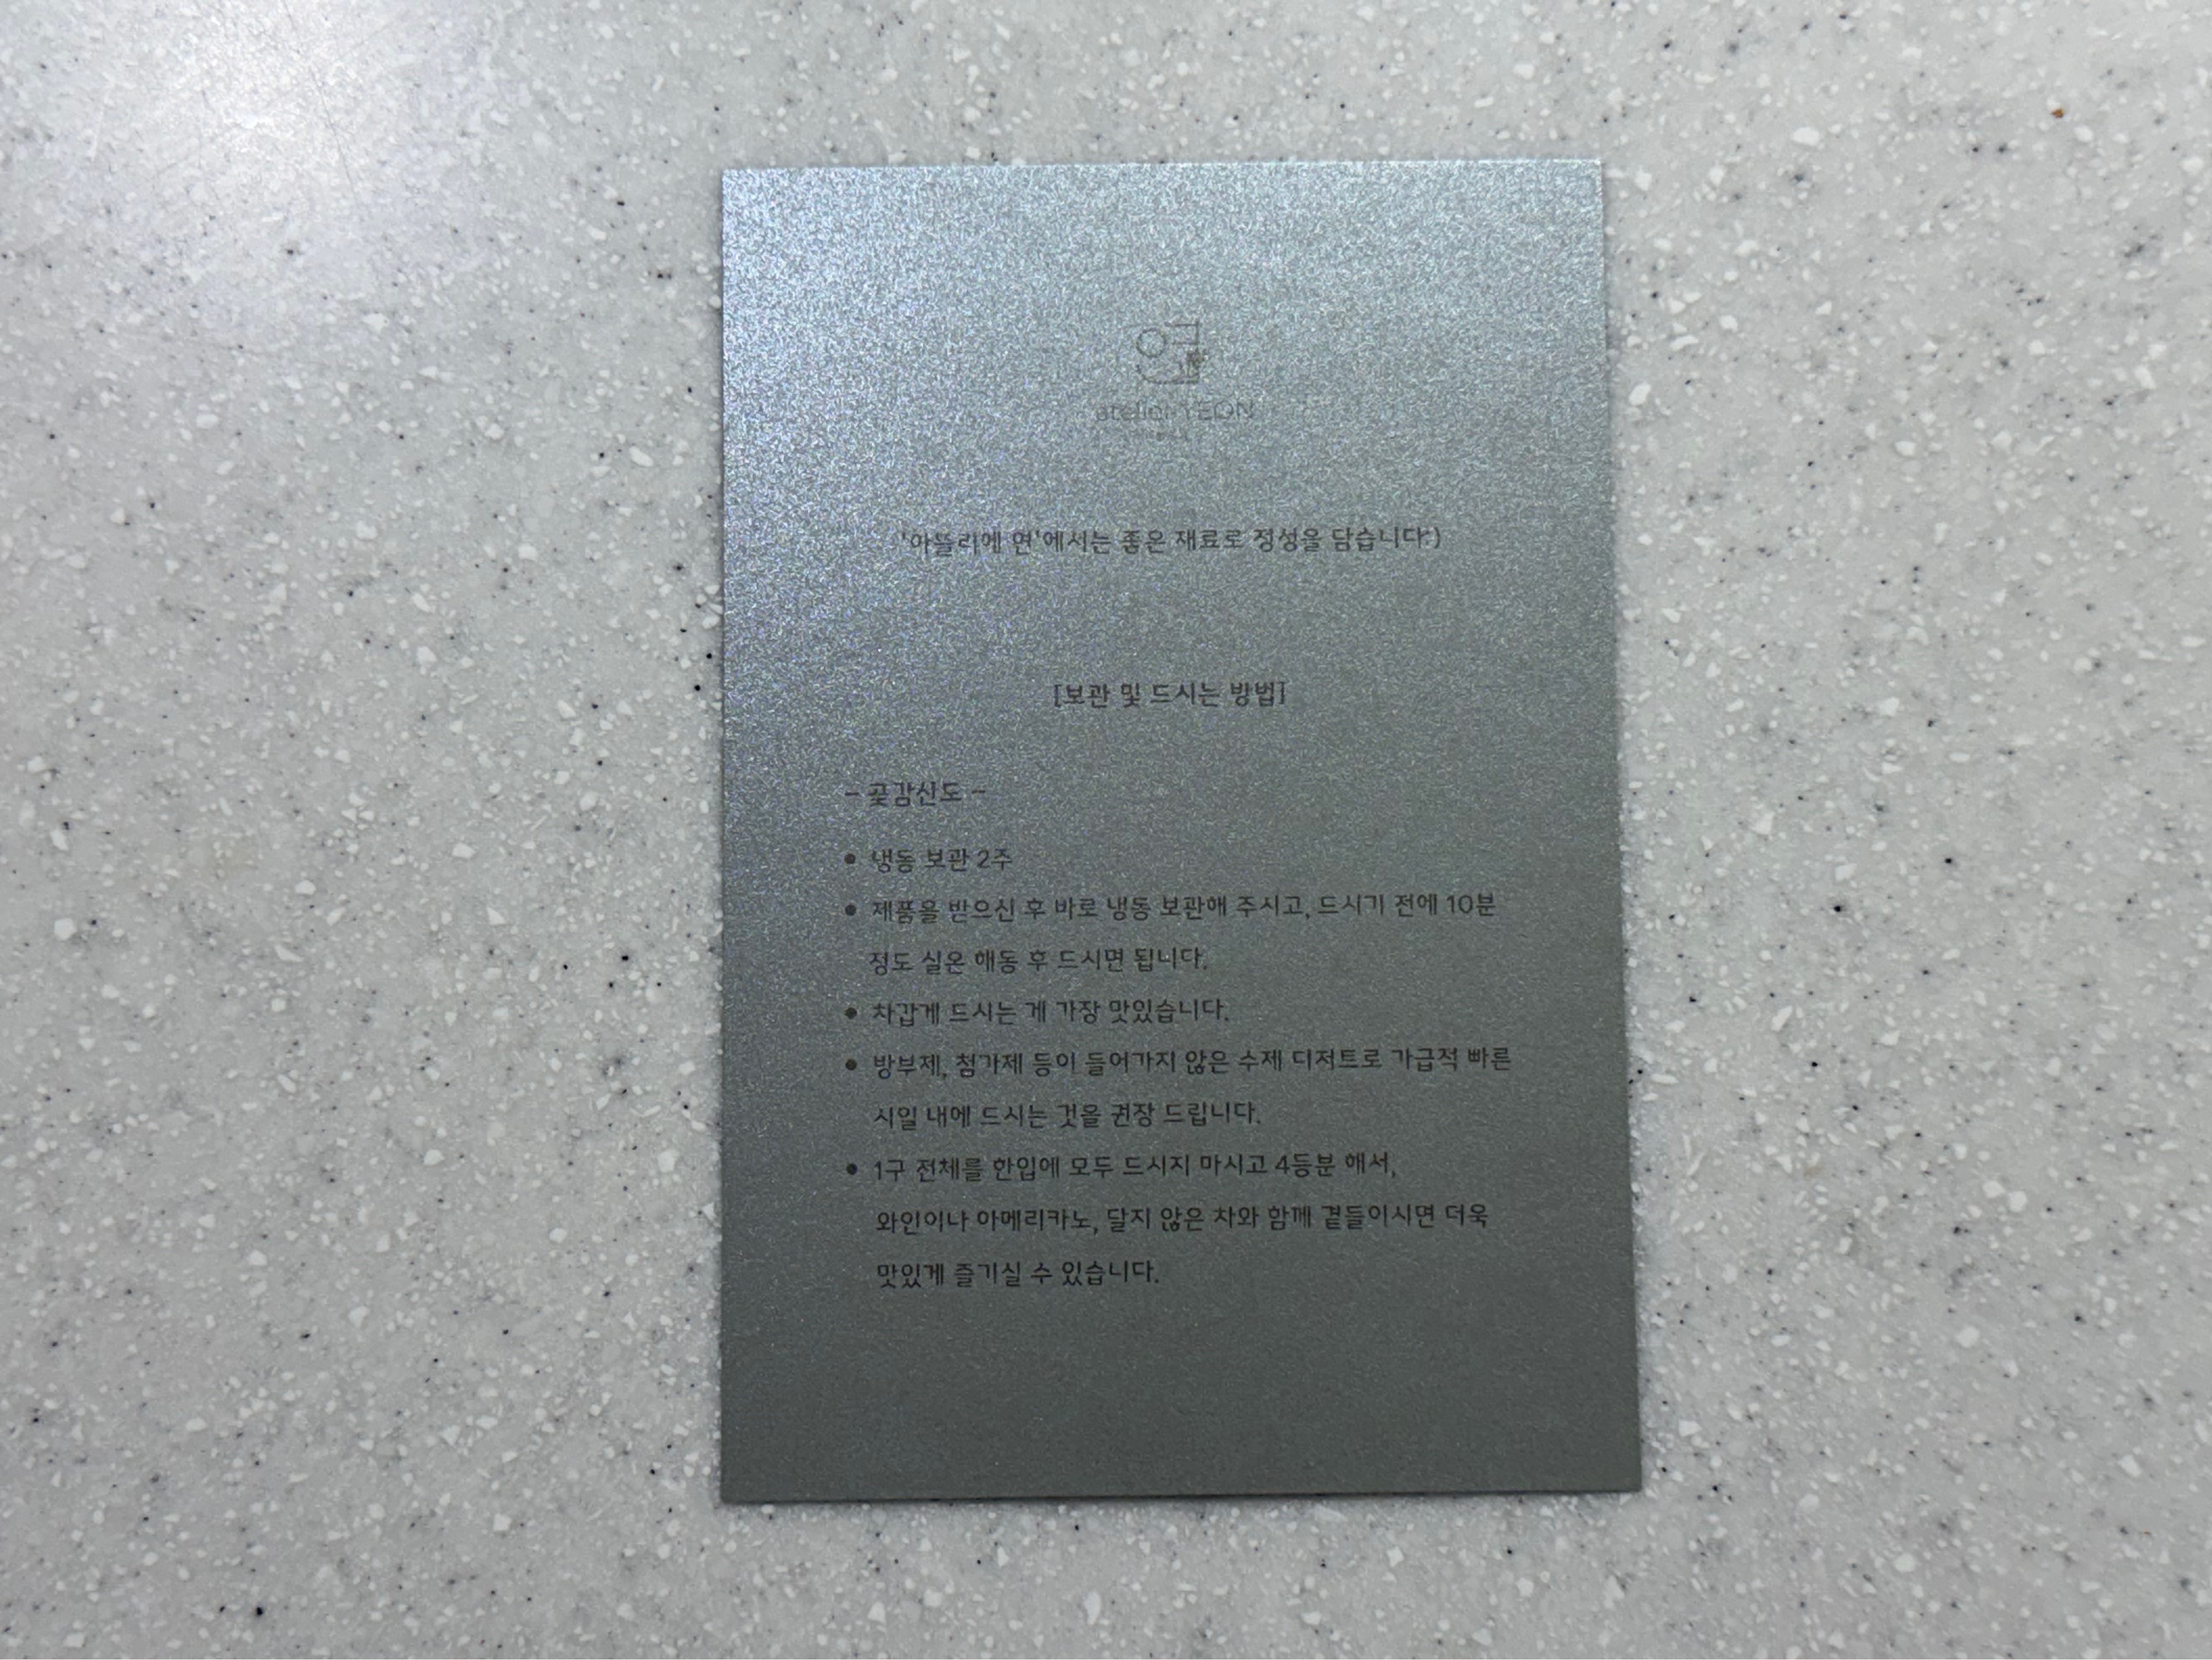 연
atelier YEON
'아뜰리에 연'에서는 좋은 재료로 정성을 담습니다:)
[보관 및 드시는 방법]
- 곶감산도 -
• 냉동 보관 2주
• 제품을 받으신 후 바로 냉동 보관해 주시고, 드시기 전에 10분
정도 실온 해동 후 드시면 됩니다.
• 차갑게 드시는 게 가장 맛있습니다.
• 방부제, 첨가제 등이 들어가지 않은 수제 디저트로 가급적 빠른
시일 내에 드시는 것을 권장 드립니다.
• 1구 전체를 한입에 모두 드시지 마시고 4등분 해서,
와인이나 아메리카노, 달지 않은 차와 함께 곁들이시면 더욱
맛있게 즐기실 수 있습니다.